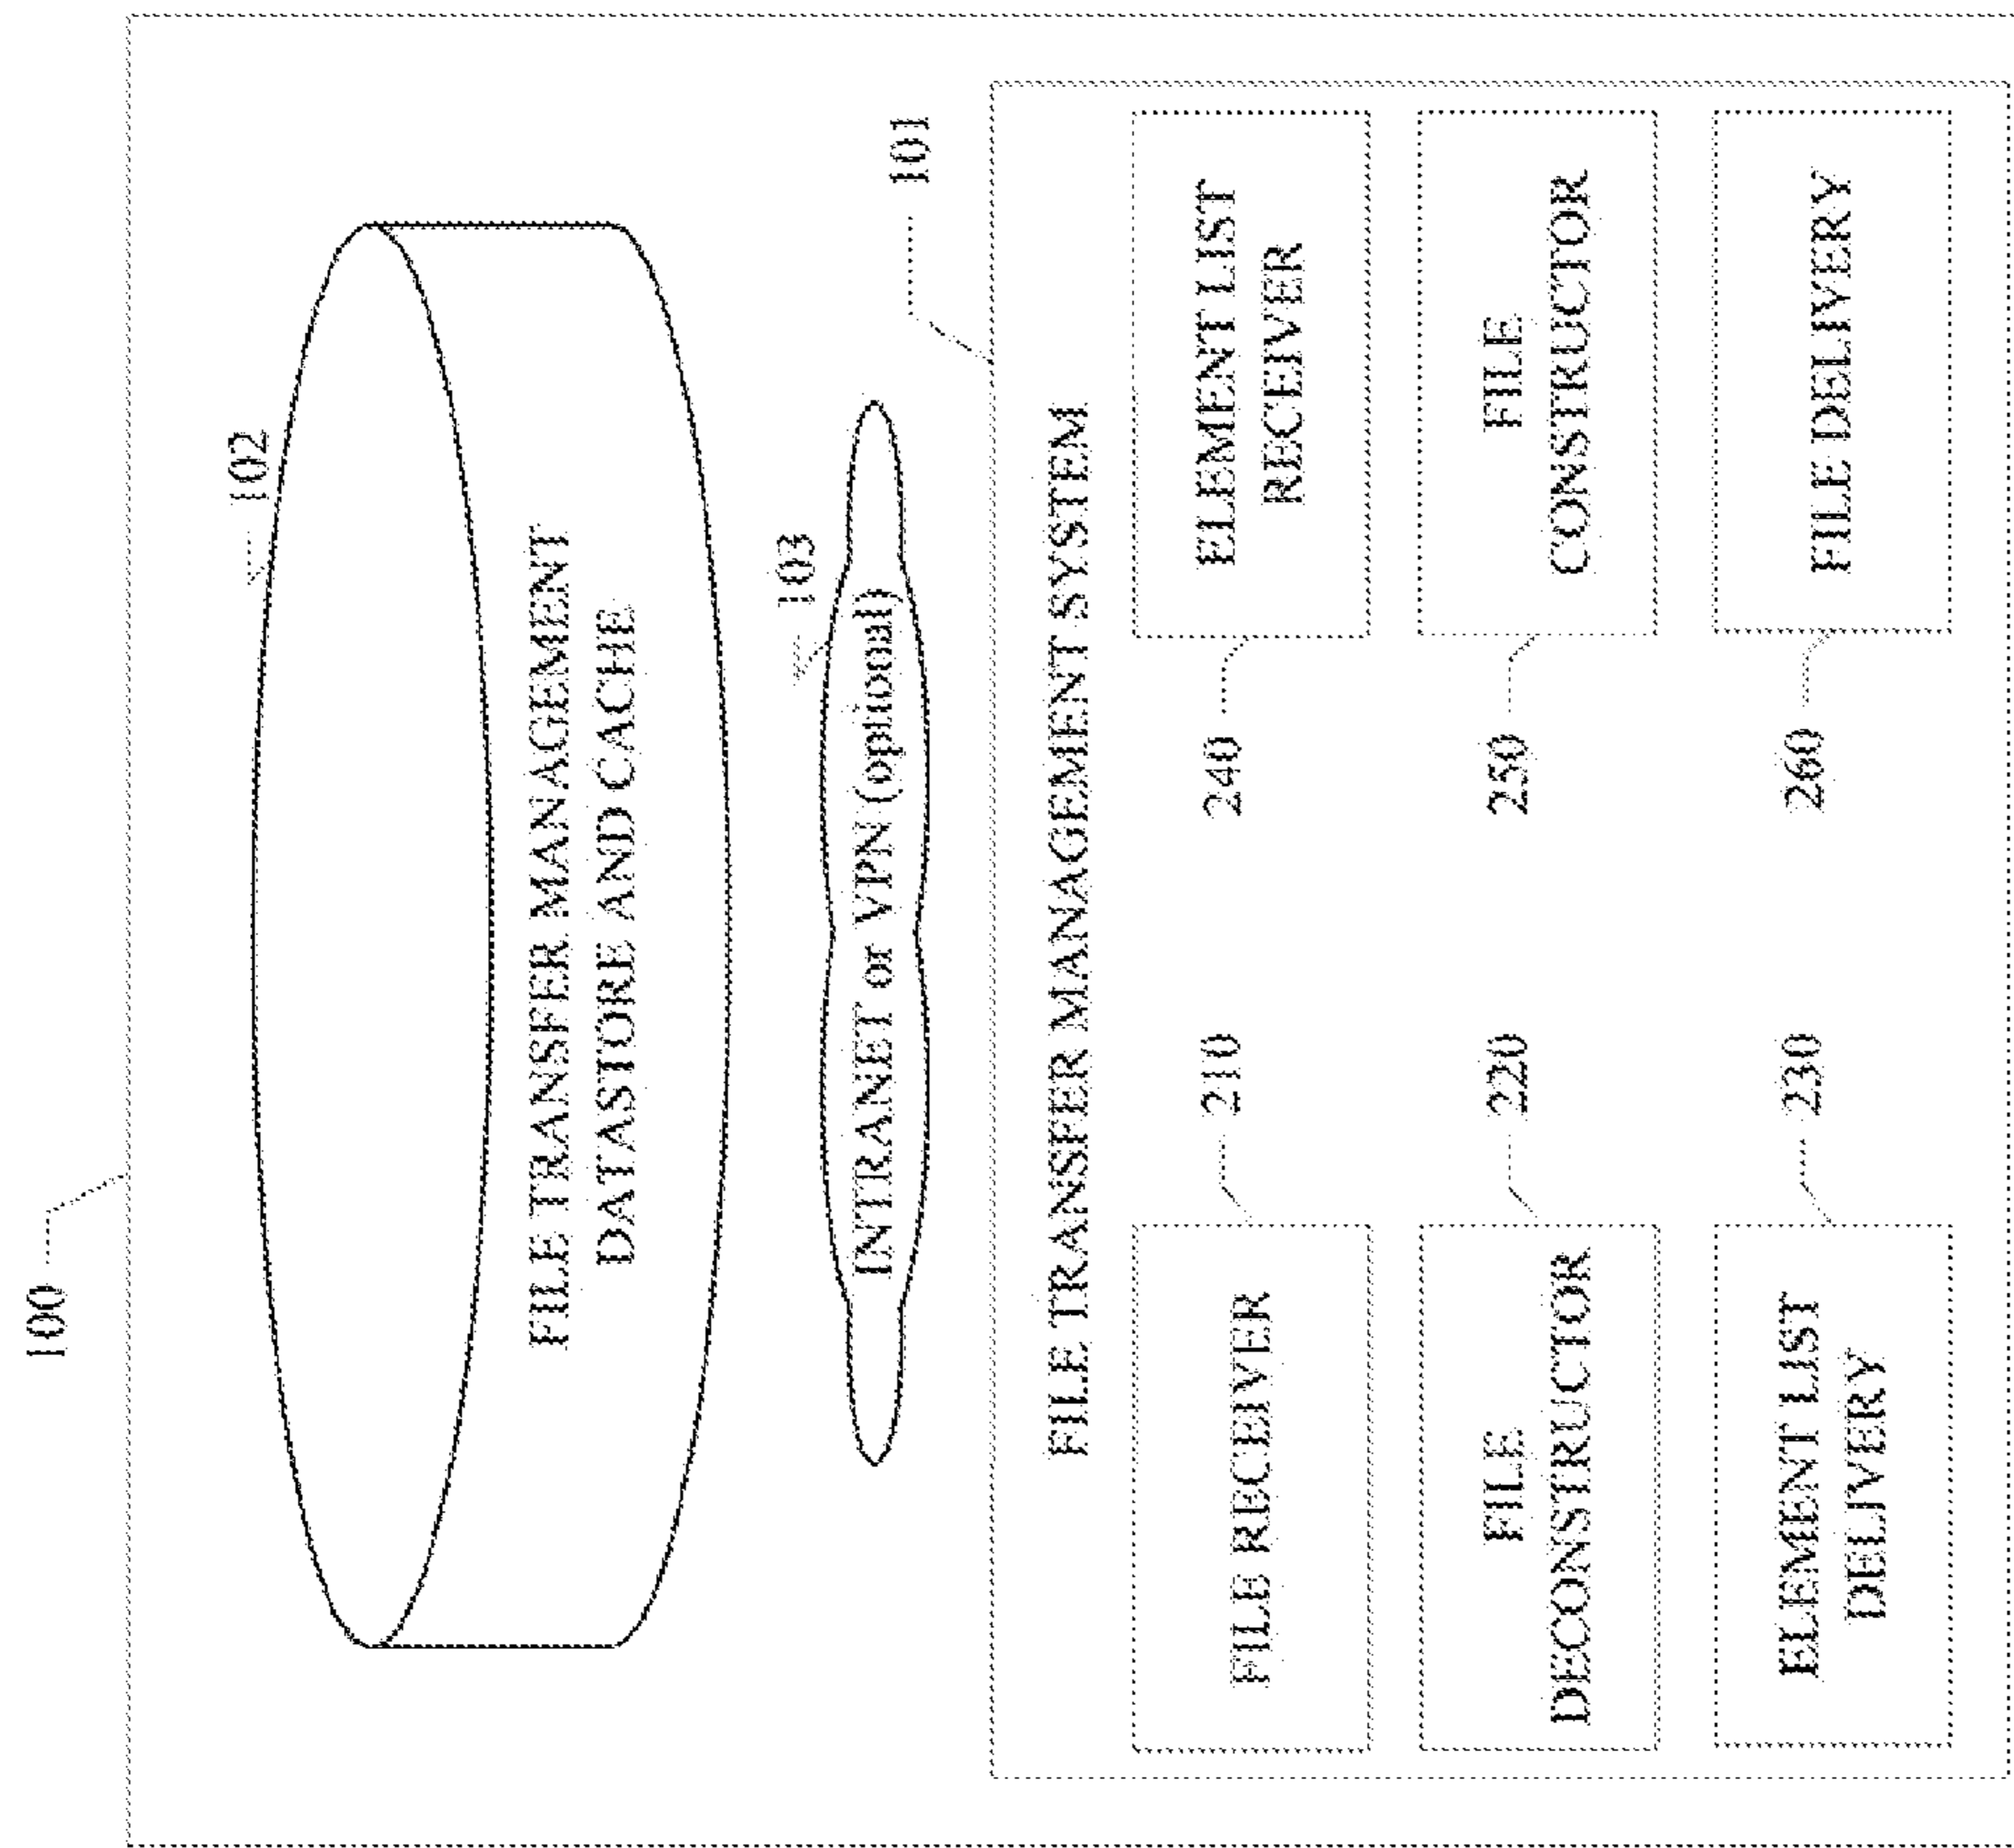 100
102
FILE TRANSFER MANAGEMENT
DATASTORE AND CACHE
103
INTRANET or VPN (optional)
101
FILE TRANSFER MANAGEMENT SYSTEM
FILE RECEIVER
210
240
ELEMENT LIST
RECEIVER
FILE
DECONSTRUCTOR
220
250
FILE
CONSTRUCTOR
ELEMENT LIST
DELIVERY
230
260
FILE DELIVERY